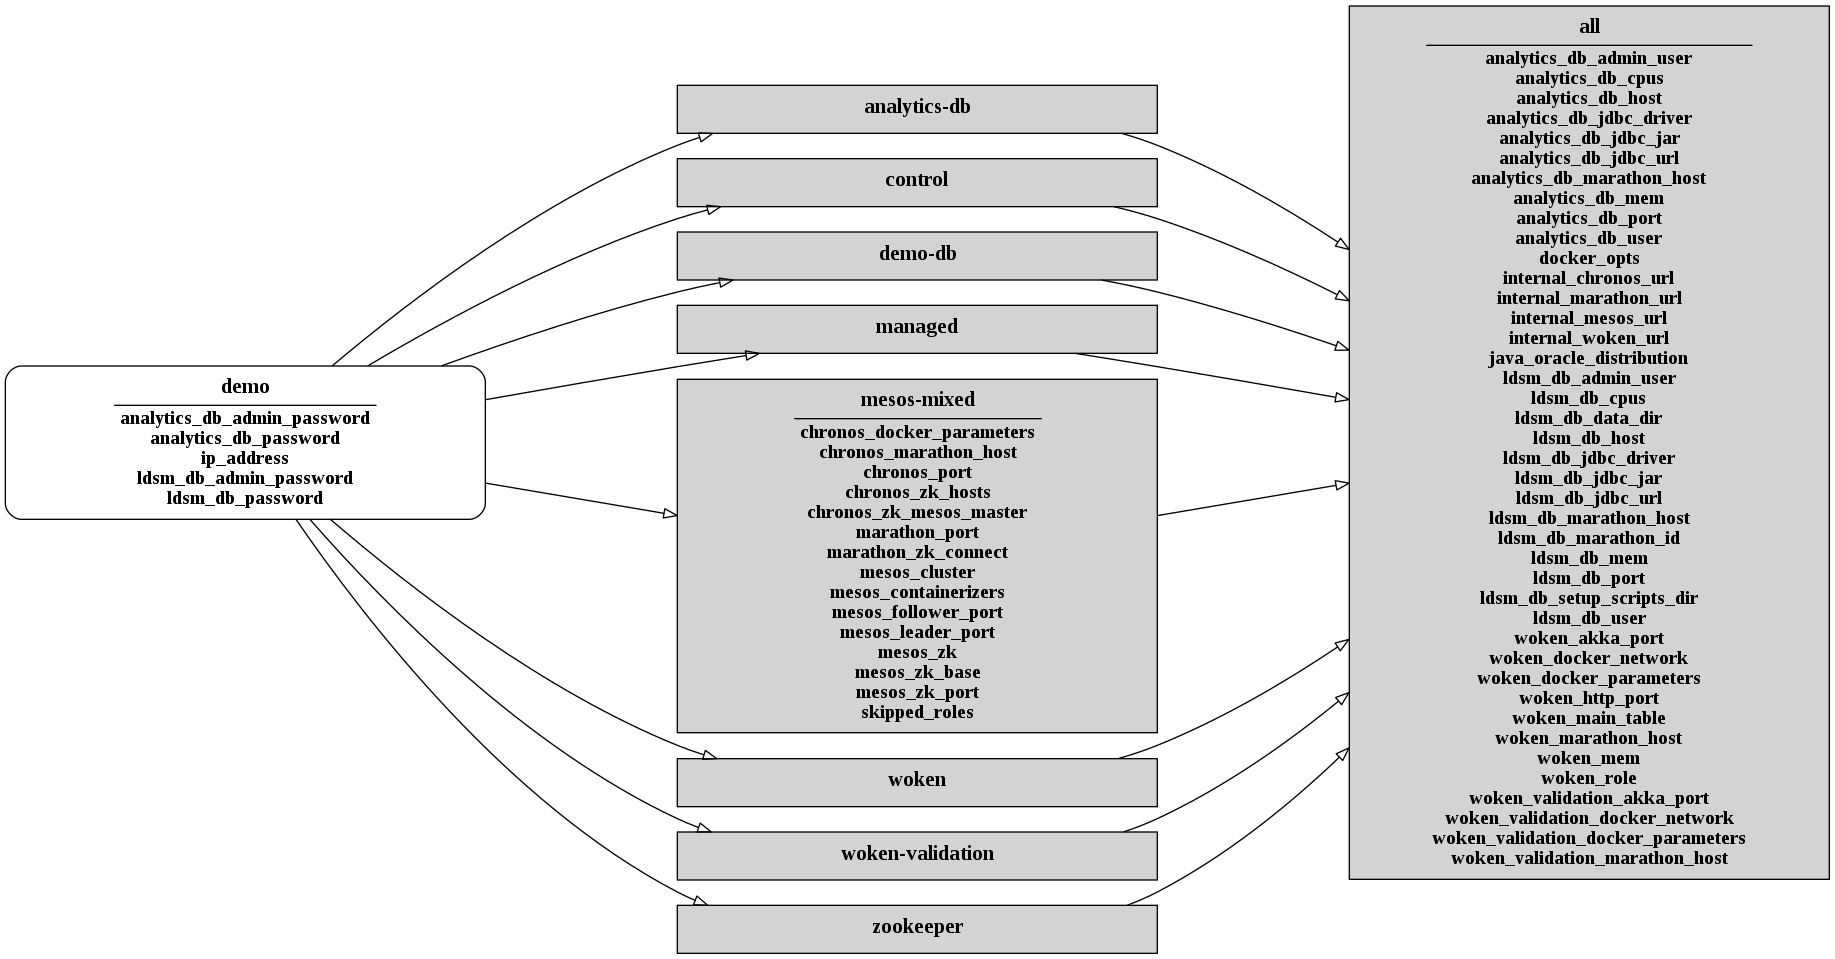 demo
analytics_db_admin_password
analytics_db_password
ip_address
ldsm_db_admin_password
ldsm_db_password
analytics-db
control
demo-db
managed
mesos-mixed
chronos_docker_parameters
chronos_marathon_host
chronos_port
chronos_zk_hosts
chronos_zk_mesos_master
marathon_port
marathon_zk_connect
mesos_cluster
mesos_containerizers
mesos_follower_port
mesos_leader_port
mesos_zk
mesos_zk_base
mesos_zk_port
skipped_roles
woken
woken-validation
zookeeper
all
analytics_db_admin_user
analytics_db_cpus
analytics_db_host
analytics_db_jdbc_driver
analytics_db_jdbc_jar
analytics_db_jdbc_url
analytics_db_marathon_host
analytics_db_mem
analytics_db_port
analytics_db_user
docker_opts
internal_chronos_url
internal_marathon_url
internal_mesos_url
internal_woken_url
java_oracle_distribution
ldsm_db_admin_user
ldsm_db_cpus
ldsm_db_data_dir
ldsm_db_host
ldsm_db_jdbc_driver
ldsm_db_jdbc_jar
ldsm_db_jdbc_url
ldsm_db_marathon_host
ldsm_db_marathon_id
ldsm_db_mem
ldsm_db_port
ldsm_db_setup_scripts_dir
ldsm_db_user
woken_akka_port
woken_docker_network
woken_docker_parameters
woken_http_port
woken_main_table
woken_marathon_host
woken_mem
woken_role
woken_validation_akka_port
woken_validation_docker_network
woken_validation_docker_parameters
woken_validation_marathon_host